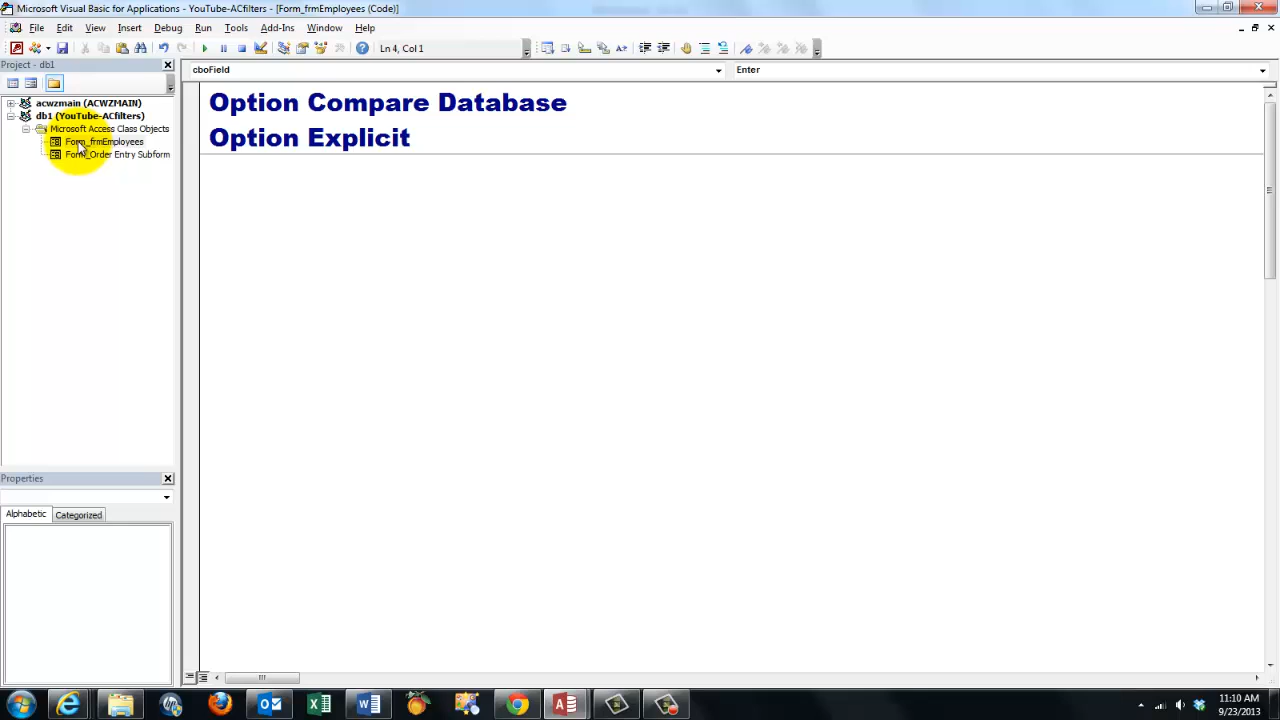 Microsoft Visual Basic for Applications - YouTube-ACfilters - [Form_frmEmployees (Code)]
File Edit View Insert Debug Run Tools Add-Ins Window Help
Ln 4, Col 1
Project - db1
cboField
Enter
acwzmain (ACWZMAIN)
db1 (YouTube-ACfilters)
Microsoft Access Class Objects
Form_frmEmployees
Form_Order Entry Subform
Option Compare Database
Option Explicit
Properties
Alphabetic Categorized
11:10 AM
9/23/2013